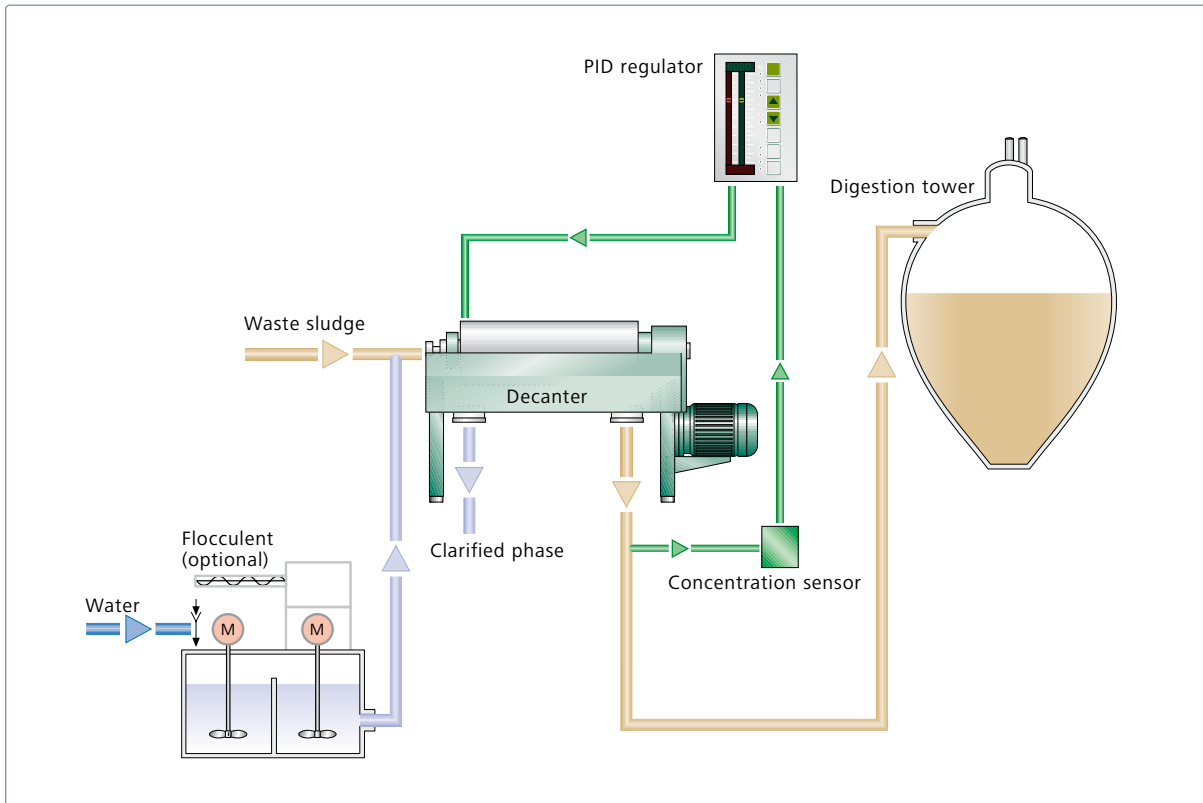 PID regulator
Digestion tower
Waste sludge
Decanter
Clarified phase
Flocculent
(optional)
Concentration sensor
Water
M
M